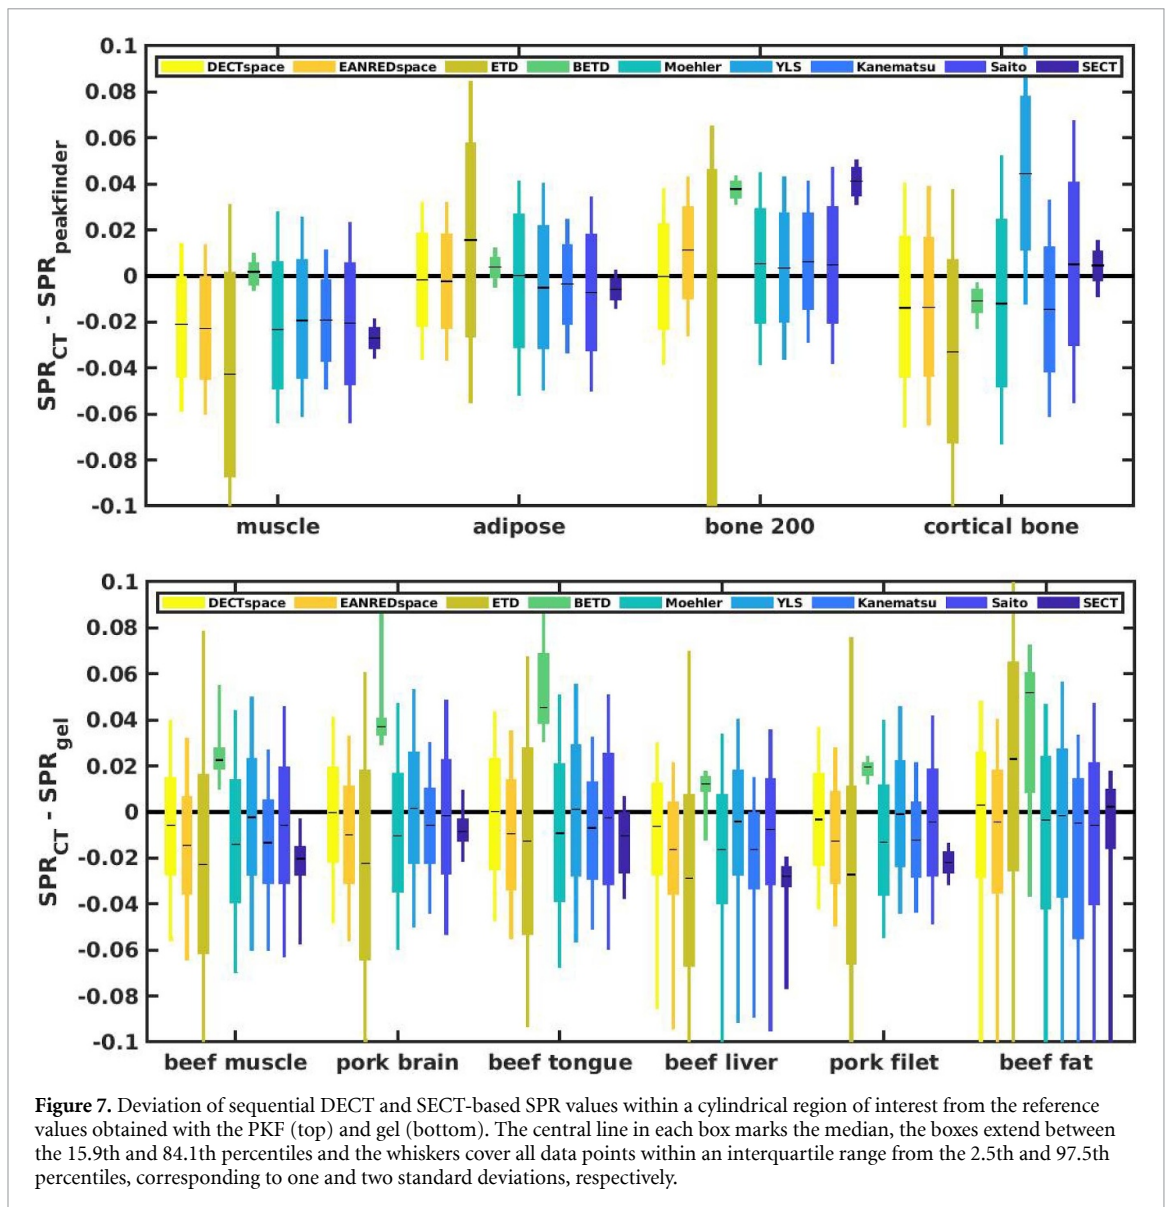 0.1
DECTspace EANREDspace ETD BETD Moehler YLS Kanematsu Saito SECT
0.08
0.06
0.04
0.02
0
-0.02
-0.04
-0.06
-0.08
-0.1
SPRCT - SPRpeakfinder
muscle adipose bone 200 cortical bone
0.1
DECTspace EANREDspace ETD BETD Moehler YLS Kanematsu Saito SECT
0.08
0.06
0.04
0.02
0
-0.02
-0.04
-0.06
-0.08
-0.1
SPRCT - SPRgel
beef muscle pork brain beef tongue beef liver pork filet beef fat
Figure 7. Deviation of sequential DECT and SECT-based SPR values within a cylindrical region of interest from the reference
values obtained with the PKF (top) and gel (bottom). The central line in each box marks the median, the boxes extend between
the 15.9th and 84.1th percentiles and the whiskers cover all data points within an interquartile range from the 2.5th and 97.5th
percentiles, corresponding to one and two standard deviations, respectively.